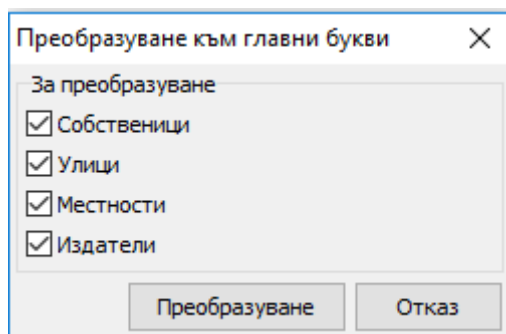 Преобразуване към главни букви
За преобразуване
Собственици
Улици
Местности
Издатели
Преобразуване Отказ